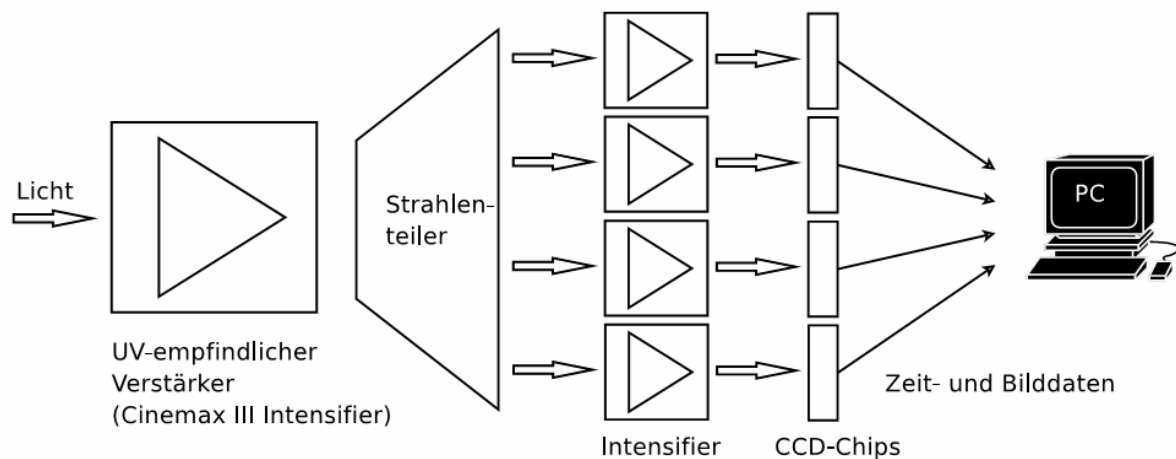 Licht
UV-empfindlicher
Verstärker
(Cinemax III Intensifier)
Strahlen-
teiler
Intensifier
CCD-Chips
PC
Zeit- und Bilddaten